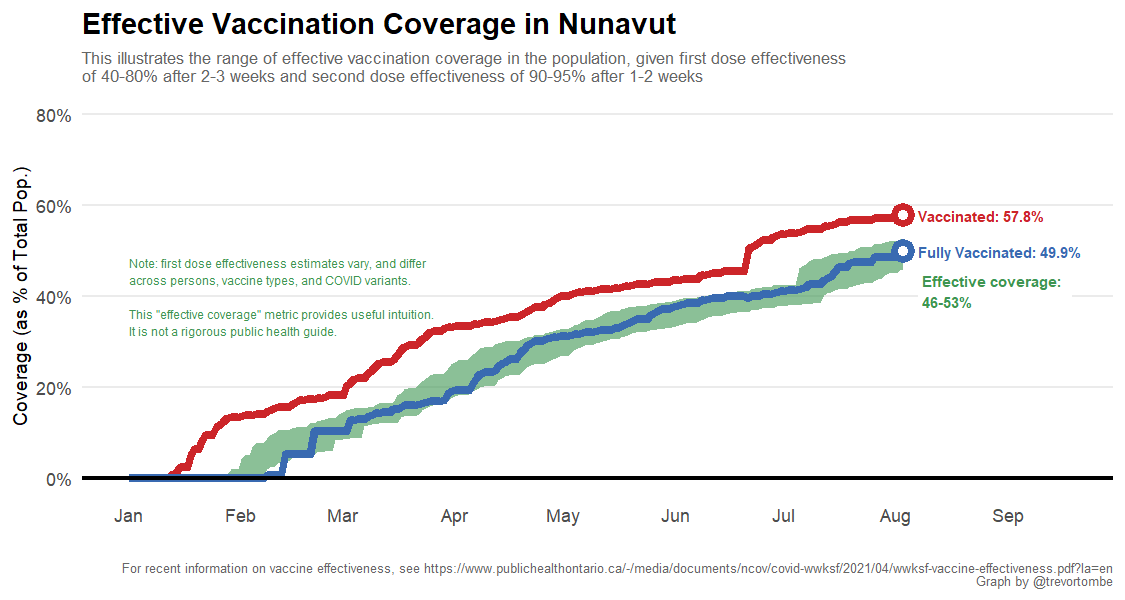 Effective Vaccination Coverage in Nunavut
This illustrates the range of effective vaccination coverage in the population, given first dose effectiveness
of 40-80% after 2-3 weeks and second dose effectiveness of 90-95% after 1-2 weeks
Coverage (as % of Total Pop.)
80%
60%
40%
20%
0%
Vaccinated: 57.8%
Fully Vaccinated: 49.9%
Effective coverage:
46-53%
Note: first dose effectiveness estimates vary, and differ
across persons, vaccine types, and COVID variants.
This "effective coverage" metric provides useful intuition.
It is not a rigorous public health guide.
Jan Feb Mar Apr May Jun Jul Aug Sep
For recent information on vaccine effectiveness, see https://www.publichealthontario.ca/-/media/documents/ncov/covid-wwksf/2021/04/wwksf-vaccine-effectiveness.pdf?la=en
Graph by @trevortombe